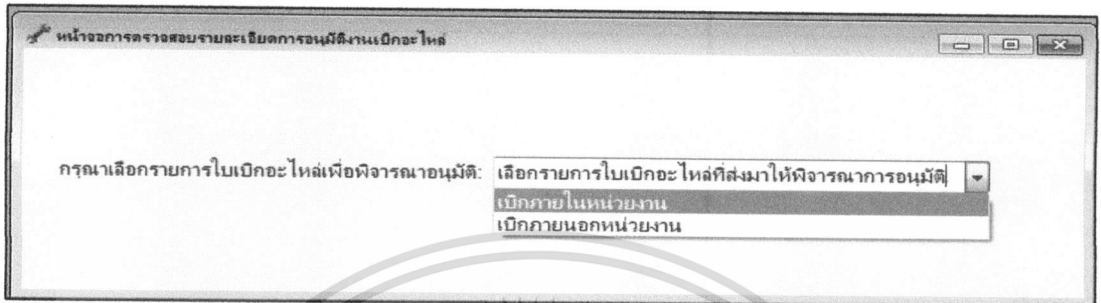 หน้าจอการตรวจสอบรายละเอียดการอนุมัติงานเบิกอะไหล่
กรุณาเลือกรายการใบเบิกอะไหล่เพื่อพิจารณาอนุมัติ: เลือกรายการใบเบิกอะไหล่ที่ส่งมาให้พิจารณาการอนุมัติ
เบิกภายในหน่วยงาน
เบิกภายนอกหน่วยงาน